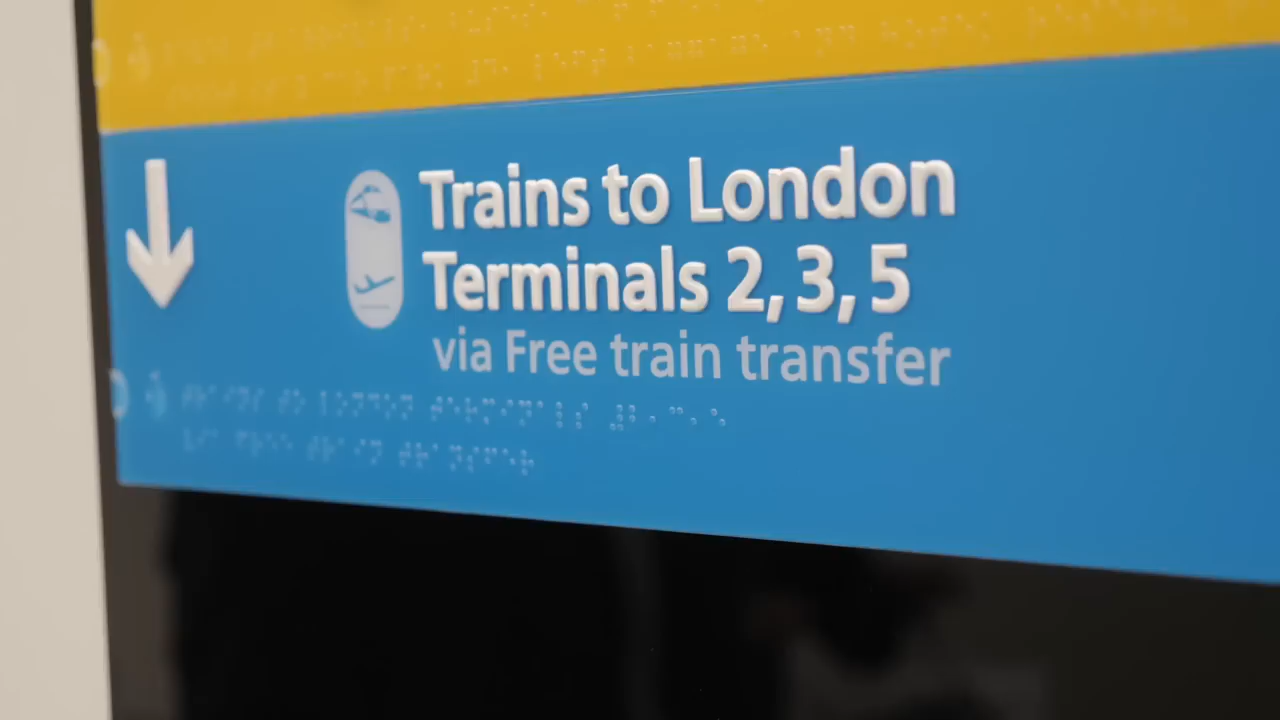 Trains to London
Terminals 2, 3, 5
via Free train transfer